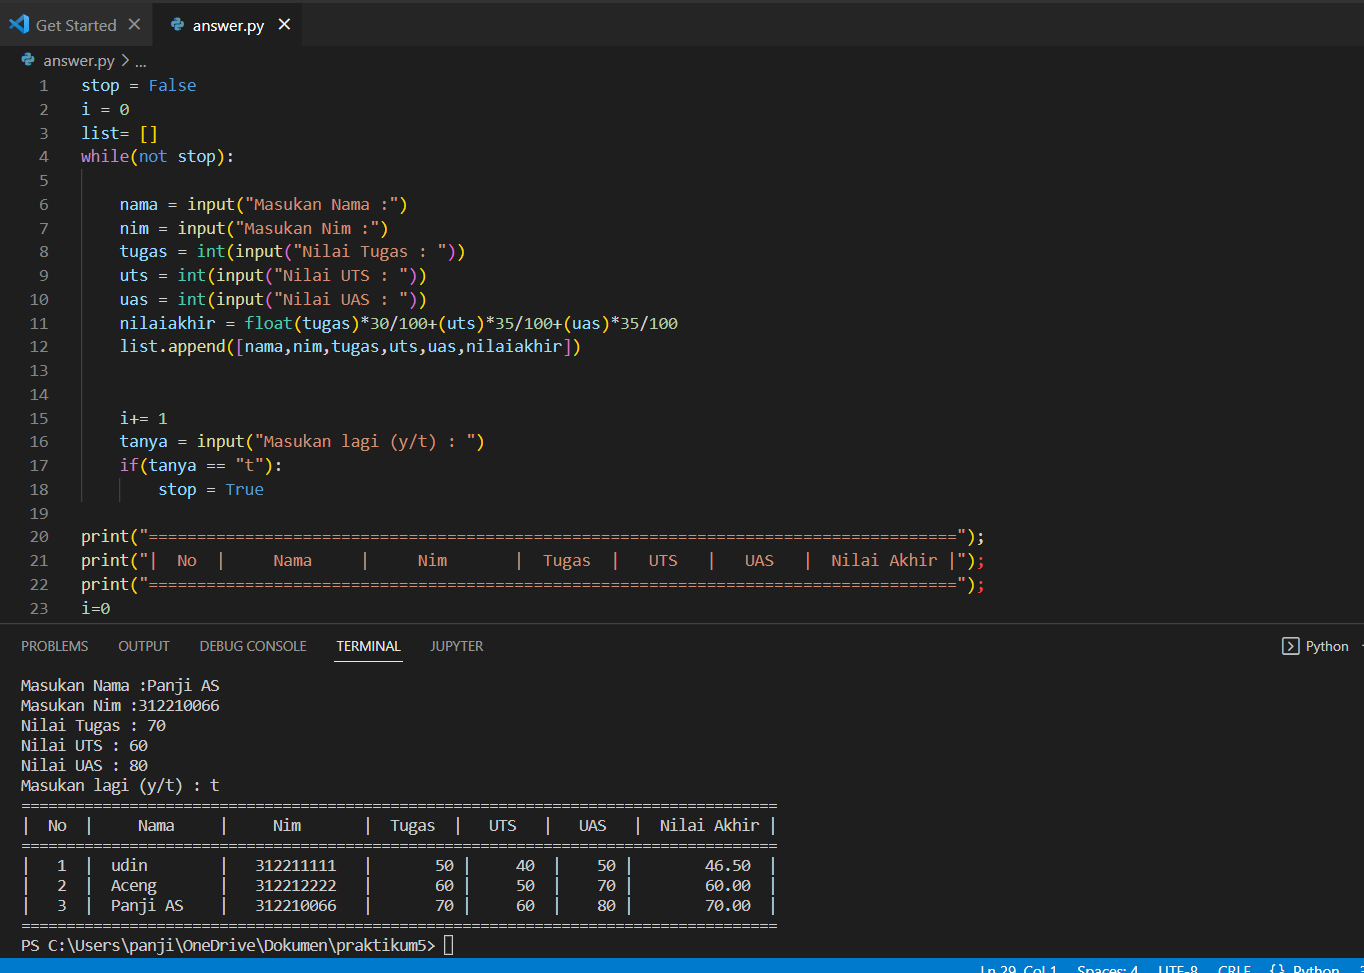 Get Started answer.py
answer.py > ...
1 stop = False
2 i = 0
3 list= []
4 while(not stop):
5
6 nama = input("Masukan Nama :")
7 nim = input("Masukan Nim :")
8 tugas = int(input("Nilai Tugas : "))
9 uts = int(input("Nilai UTS : "))
10 uas = int(input("Nilai UAS : "))
11 nilaiakhir = float(tugas)*30/100+(uts)*35/100+(uas)*35/100
12 list.append([nama,nim,tugas,uts,uas,nilaiakhir])
13
14
15 i+= 1
16 tanya = input("Masukan lagi (y/t) : ")
17 if(tanya == "t"):
18 stop = True
19
20 print("====================================================================================");
21 print("|  No  |     Nama     |     Nim       |  Tugas  |   UTS   |   UAS   |  Nilai Akhir |");
22 print("====================================================================================");
23 i=0
PROBLEMS OUTPUT DEBUG CONSOLE TERMINAL JUPYTER Python
Masukan Nama :Panji AS
Masukan Nim :312210066
Nilai Tugas : 70
Nilai UTS : 60
Nilai UAS : 80
Masukan lagi (y/t) : t
====================================================================================
|  No  |     Nama     |     Nim       |  Tugas  |   UTS   |   UAS   |  Nilai Akhir |
====================================================================================
|   1  |  udin        |   312211111   |       50 |     40  |    50 |        46.50  |
|   2  |  Aceng       |   312212222   |       60 |     50  |    70 |        60.00  |
|   3  |  Panji AS    |   312210066   |       70 |     60  |    80 |        70.00  |
====================================================================================
PS C:\Users\panji\OneDrive\Dokumen\praktikum5>
Ln 29, Col 1 Spaces: 4 UTF-8 CRLF {} Python